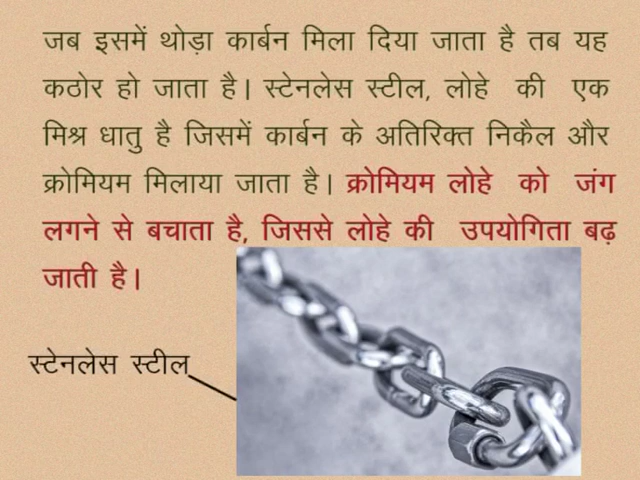 जब इसमें थोड़ा कार्बन मिला दिया जाता है तब यह
कठोर हो जाता है। स्टेनलेस स्टील, लोहे की एक
मिश्र धातु है जिसमें कार्बन के अतिरिक्त निकैल और
क्रोमियम मिलाया जाता है। क्रोमियम लोहे को जंग
लगने से बचाता है, जिससे लोहे की उपयोगिता बढ़
जाती है।
स्टेनलेस स्टील